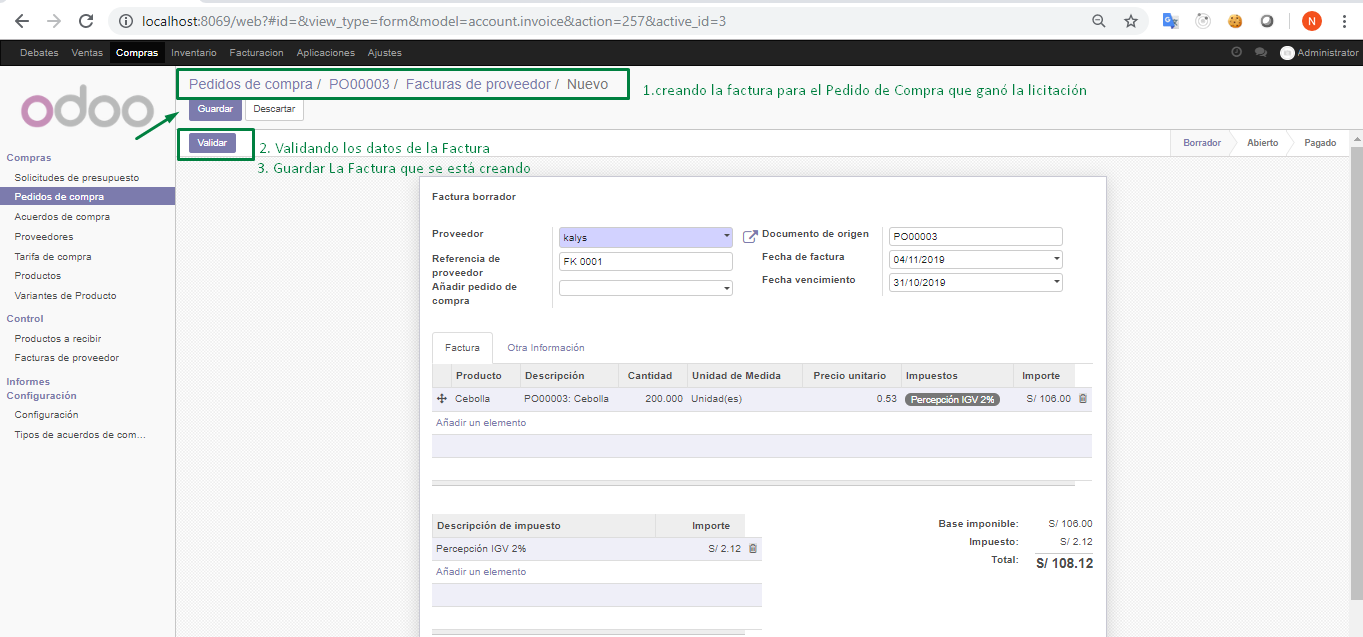 localhost:8069/web?#id=&view_type=form&model=account.invoice&action=257&active_id=3
N
Debates Ventas Compras Inventario Facturacion Aplicaciones Ajustes Administrator
odoo
Pedidos de compra / PO00003 / Facturas de proveedor / Nuevo
1.creando la factura para el Pedido de Compra que ganó la licitación
Guardar Descartar
Validar
2. Validando los datos de la Factura
3. Guardar La Factura que se está creando
Borrador Abierto Pagado
Compras
Solicitudes de presupuesto
Pedidos de compra
Acuerdos de compra
Proveedores
Tarifa de compra
Productos
Variantes de Producto
Control
Productos a recibir
Facturas de proveedor
Informes
Configuración
Configuración
Tipos de acuerdos de com...
Factura borrador
Proveedor kalys
Referencia de proveedor FK 0001
Añadir pedido de compra
Documento de origen PO00003
Fecha de factura 04/11/2019
Fecha vencimiento 31/10/2019
Factura Otra Información
Producto Descripción Cantidad Unidad de Medida Precio unitario Impuestos Importe
Cebolla PO00003: Cebolla 200.000 Unidad(es) 0.53 Percepción IGV 2% S/ 106.00
Añadir un elemento
Descripción de impuesto Importe
Percepción IGV 2% S/ 2.12
Añadir un elemento
Base imponible: S/ 106.00
Impuesto: S/ 2.12
Total: S/ 108.12